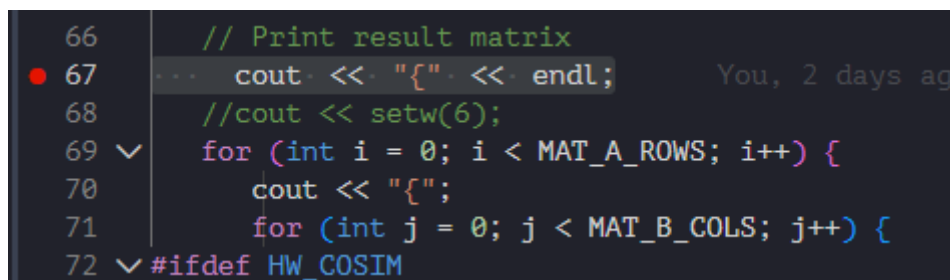 66 // Print result matrix
67 cout << "{" << endl; You, 2 days
68 //cout << setw(6);
69 for (int i = 0; i < MAT_A_ROWS; i++) {
70 cout << "{";
71 for (int j = 0; j < MAT_B_COLS; j++) {
72 #ifdef HW_COSIM